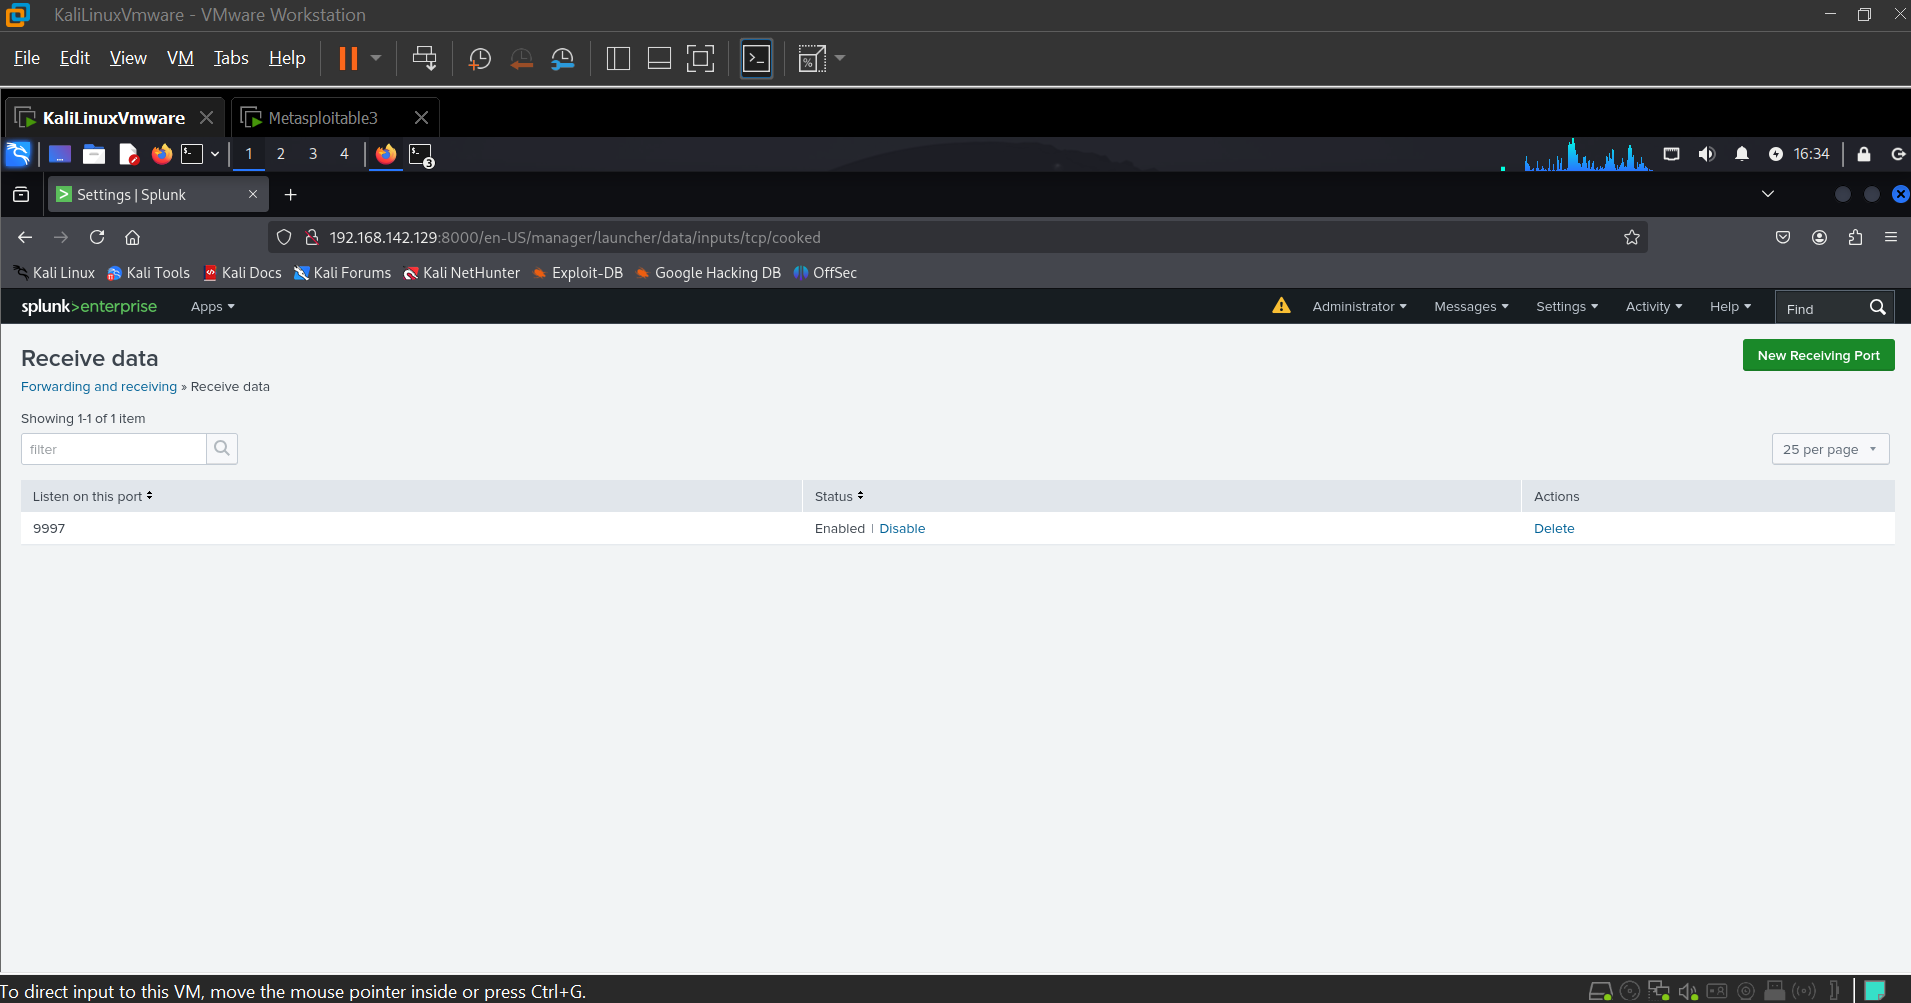 KaliLinuxVmware - VMware Workstation
File Edit View VM Tabs Help
KaliLinuxVmware Metasploitable3
1 2 3 4 3 16:34
Settings | Splunk
192.168.142.129:8000/en-US/manager/launcher/data/inputs/tcp/cooked
Kali Linux Kali Tools Kali Docs Kali Forums Kali NetHunter Exploit-DB Google Hacking DB OffSec
splunk>enterprise Apps Administrator Messages Settings Activity Help Find
Receive data
New Receiving Port
Forwarding and receiving » Receive data
Showing 1-1 of 1 item
filter
25 per page
Listen on this port Status Actions
9997 Enabled | Disable Delete
To direct input to this VM, move the mouse pointer inside or press Ctrl+G.